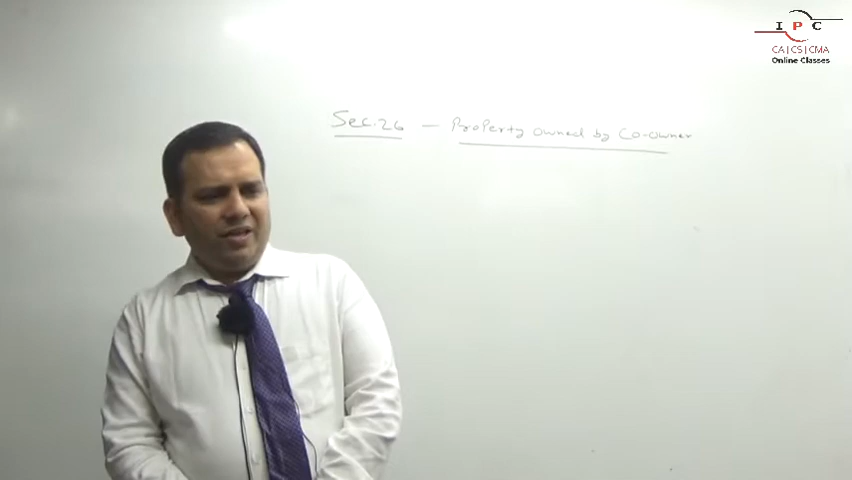 IPC
CA|CS|CMA
Online Classes
Sec.26 — Property owned by Co-owner